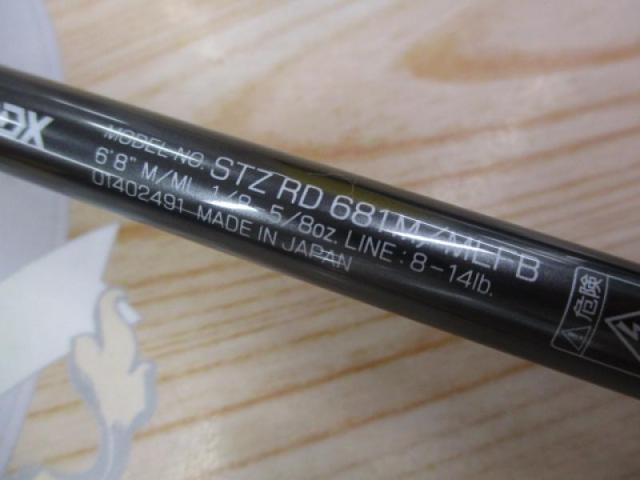 MODEL NO. STZ RD 681M/MLFB
6'8" M/ML 1/8-5/8oz. LINE : 8-14lb.
01402491 MADE IN JAPAN
危険